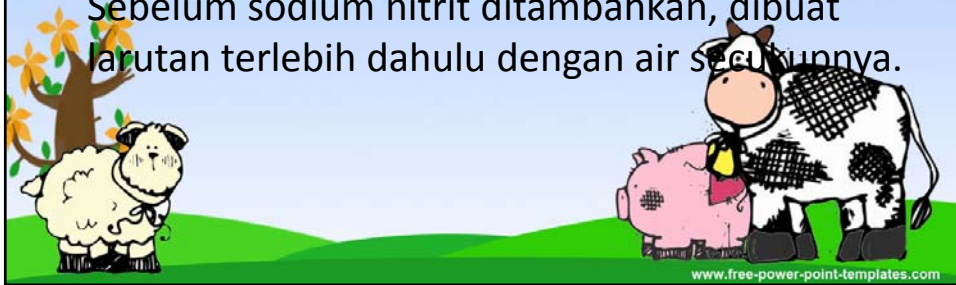 Sebelum sodium nitrit ditambahkan, dibuat
larutan terlebih dahulu dengan air secukupnya.
www.free-power-point-templates.com